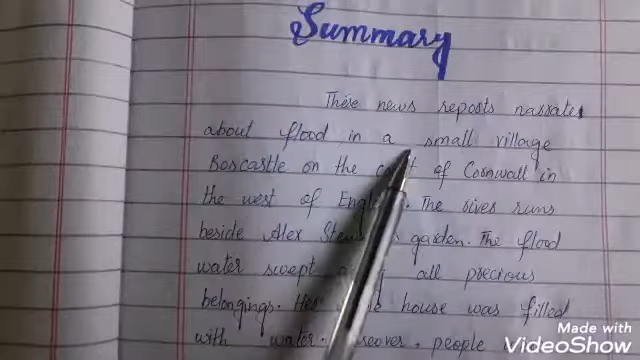 Summary
These news reports narrates
about flood in a small village
Boscastle on the of Cornwall in
the west of The river runs
beside Alex garden. The flood
water swept all precious
belongings. house was filled
with water. people
Made with
VideoShow